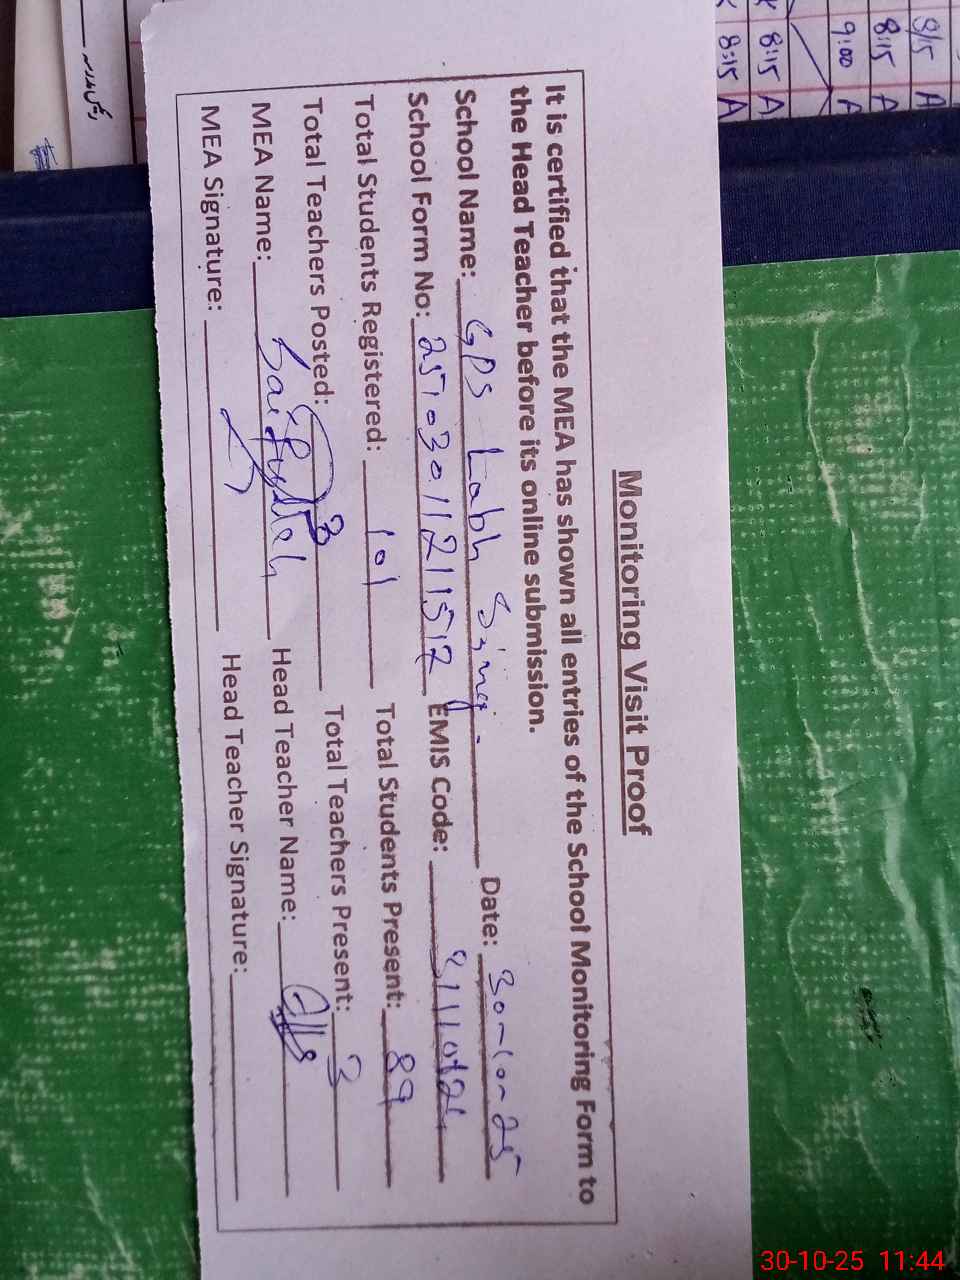 Monitoring Visit Proof
It is certified that the MEA has shown all entries of the School Monitoring Form to
the Head Teacher before its online submission.
School Name: GPS Labh Sing. Date: 30-10-25
School Form No: EMIS Code:
Total Students Registered: 101 Total Students Present: 89
Total Teachers Posted: 3 Total Teachers Present: 3
MEA Name: Saifullah Head Teacher Name:
MEA Signature: Head Teacher Signature:
8/15 A
8:15 A
9:00 A
8:15 A
8:15 A
30-10-25 11:44